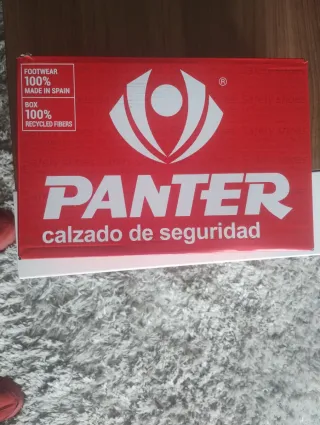 FOOTWEAR
100%
MADE IN SPAIN
BOX
100%
RECYCLED FIBERS
®
PANTER
calzado de seguridad